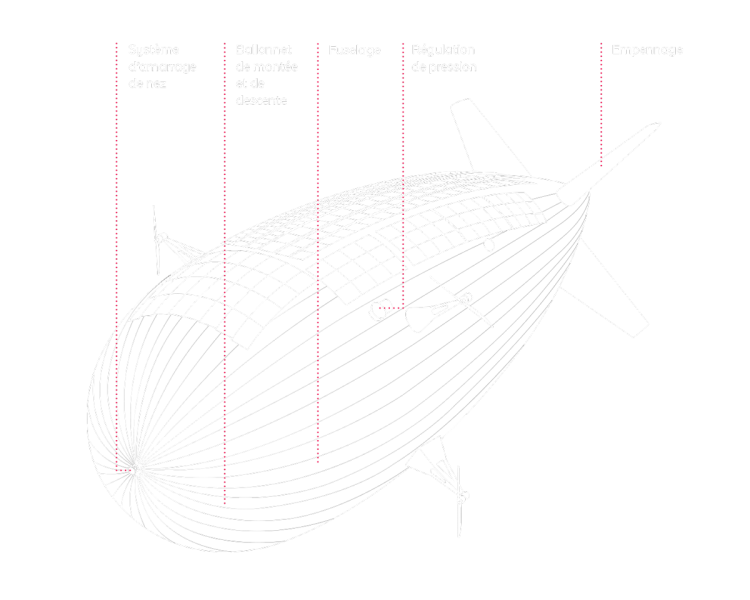 Système
d'amarrage
de nez
Ballonnet
de montée
et de
descente
Fuselage
Régulation
de pression
Empennage